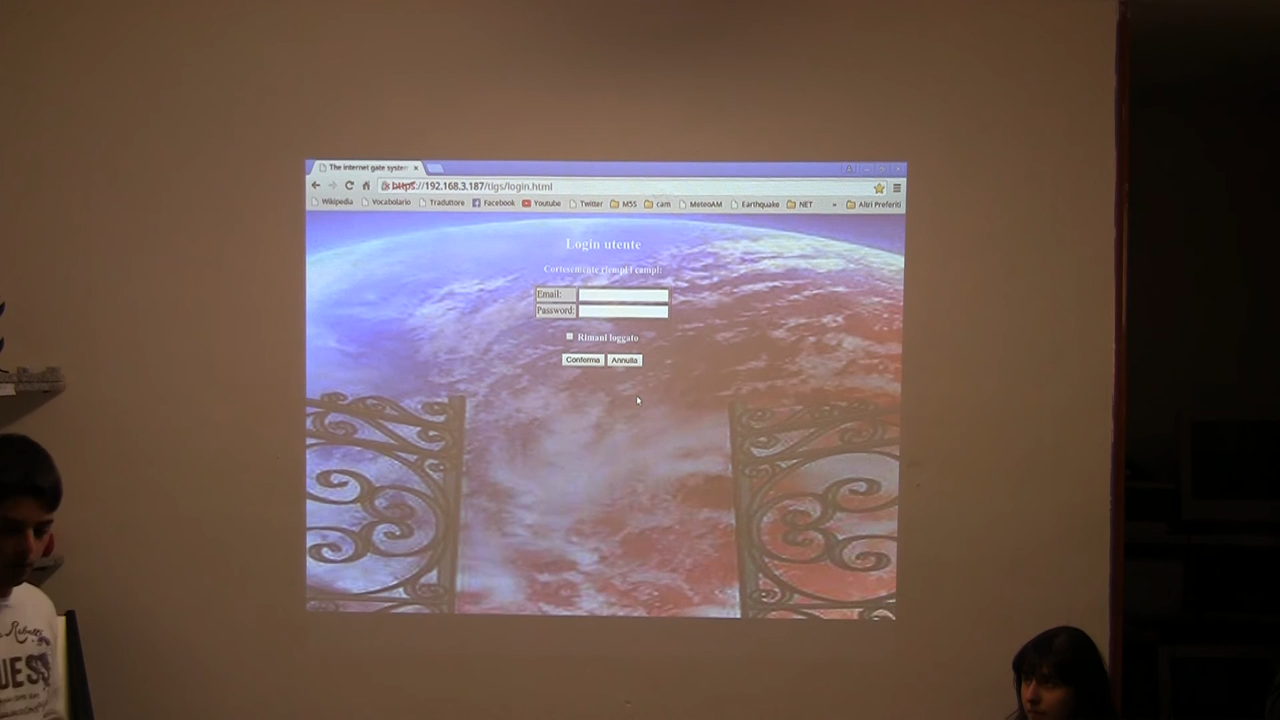 The internet gate system
https://192.168.3.187/tigs/login.html
Wikipedia Vocabolario Traduttore Facebook Youtube Twitter M5S cam MeteoAM Earthquake NET » Altri Preferiti
Login utente
Cortesemente riempi i campi:
Email:
Password:
Rimani loggato
Conferma Annulla